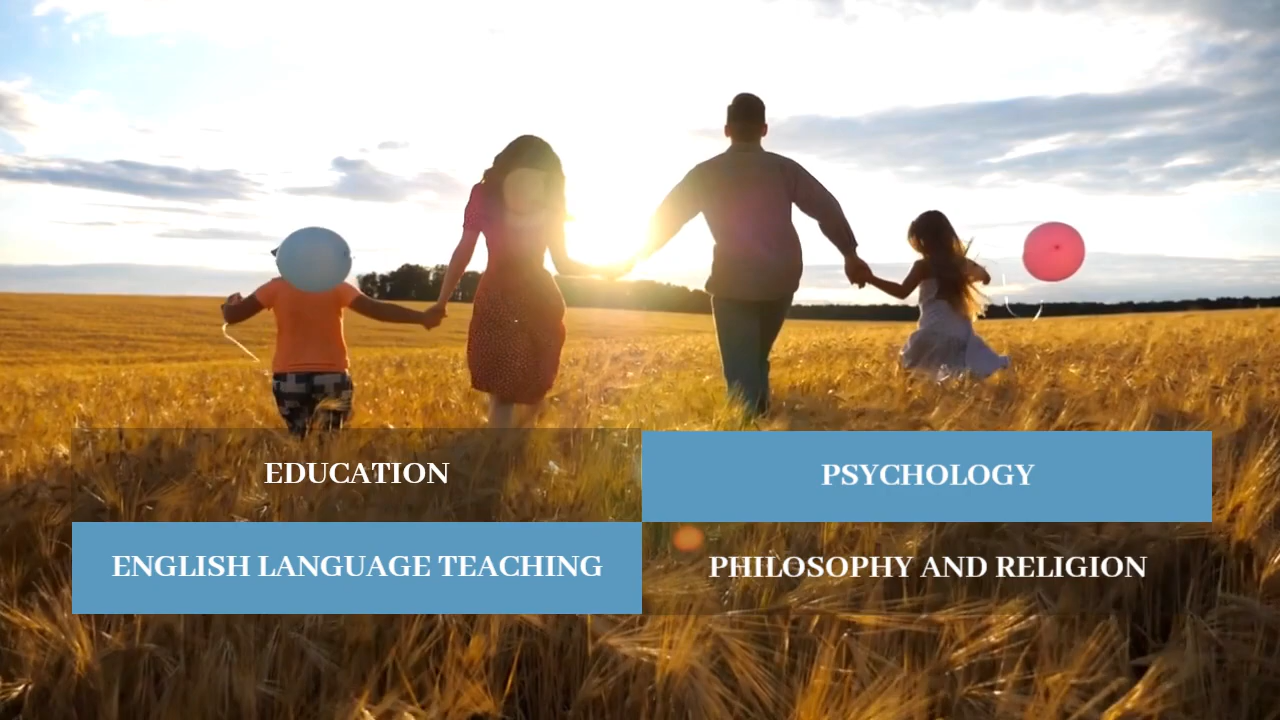 EDUCATION
PSYCHOLOGY
ENGLISH LANGUAGE TEACHING
PHILOSOPHY AND RELIGION